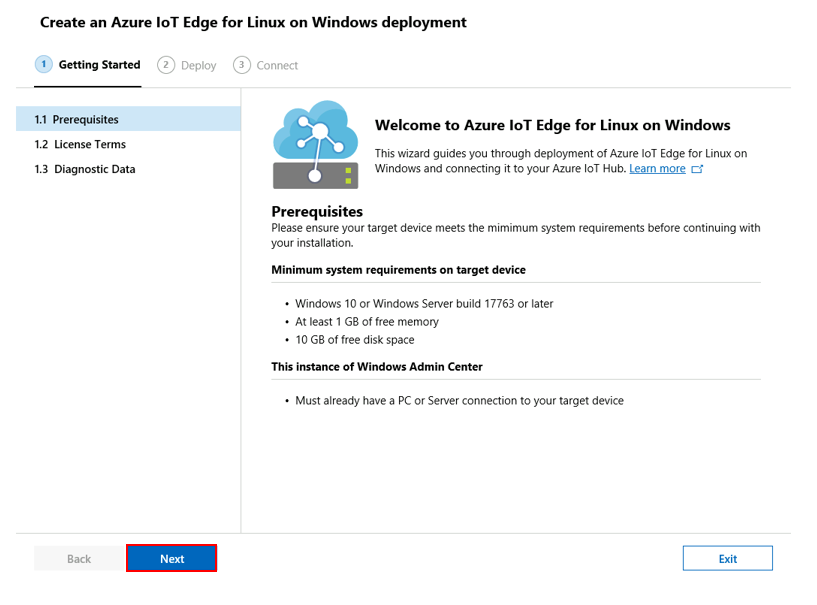 Create an Azure IoT Edge for Linux on Windows deployment
1 Getting Started 2 Deploy 3 Connect
1.1 Prerequisites
1.2 License Terms
1.3 Diagnostic Data
Welcome to Azure IoT Edge for Linux on Windows
This wizard guides you through deployment of Azure IoT Edge for Linux on
Windows and connecting it to your Azure IoT Hub. Learn more
Prerequisites
Please ensure your target device meets the mimimum system requirements before continuing with
your installation.
Minimum system requirements on target device
• Windows 10 or Windows Server build 17763 or later
• At least 1 GB of free memory
• 10 GB of free disk space
This instance of Windows Admin Center
• Must already have a PC or Server connection to your target device
Back Next Exit